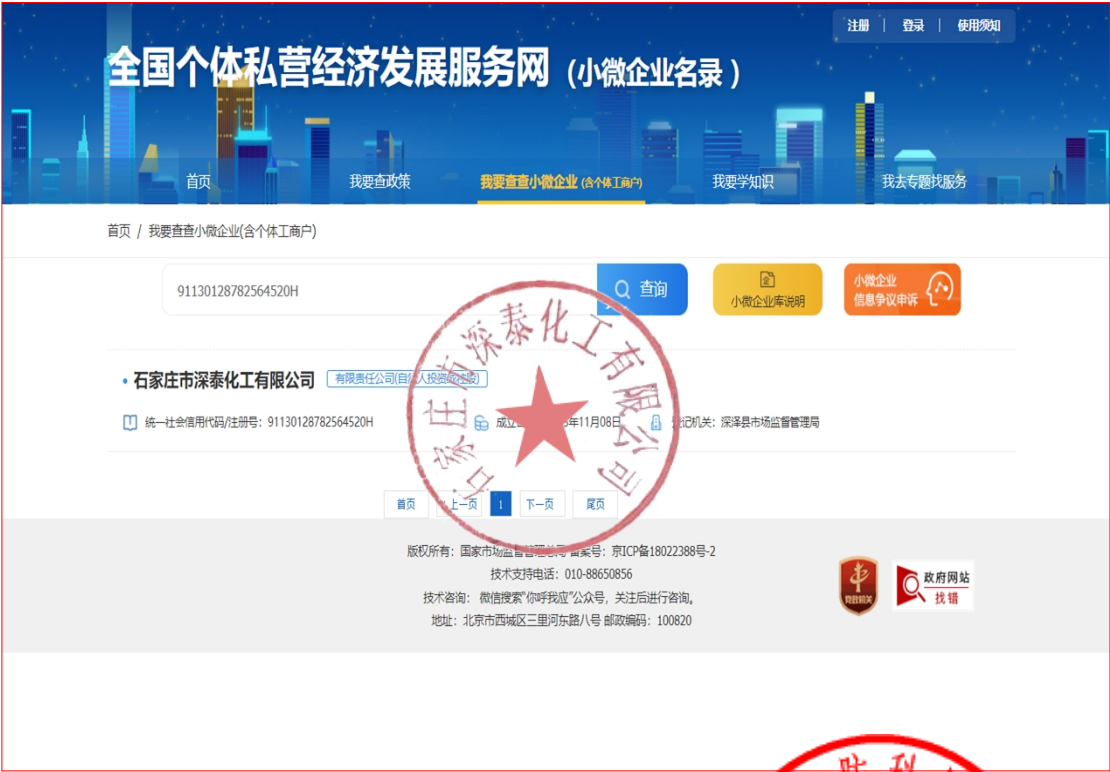 注册 | 登录 | 使用须知
全国个体私营经济发展服务网 (小微企业名录)
首页 我要查政策 我要查查小微企业 (含个体工商户) 我要学知识 我去专题找服务
首页 / 我要查查小微企业(含个体工商户)
91130128782564520H 查询 小微企业库说明 小微企业
信息争议申诉
石家庄市深泰化工有限公司
石家庄市深泰化工有限公司 有限责任公司(自然人投资或控股)
统一社会信用代码/注册号: 91130128782564520H 成立日 年11月08日 登记机关: 深泽县市场监督管理局
首页 上一页 1 下一页 尾页
版权所有: 国家市场监督管理总局 备案号: 京ICP备18022388号-2
技术支持电话: 010-88650856
技术咨询: 微信搜索"你呼我应"公众号, 关注后进行咨询。
地址: 北京市西城区三里河东路八号 邮政编码: 100820
党政机关
政府网站
找错